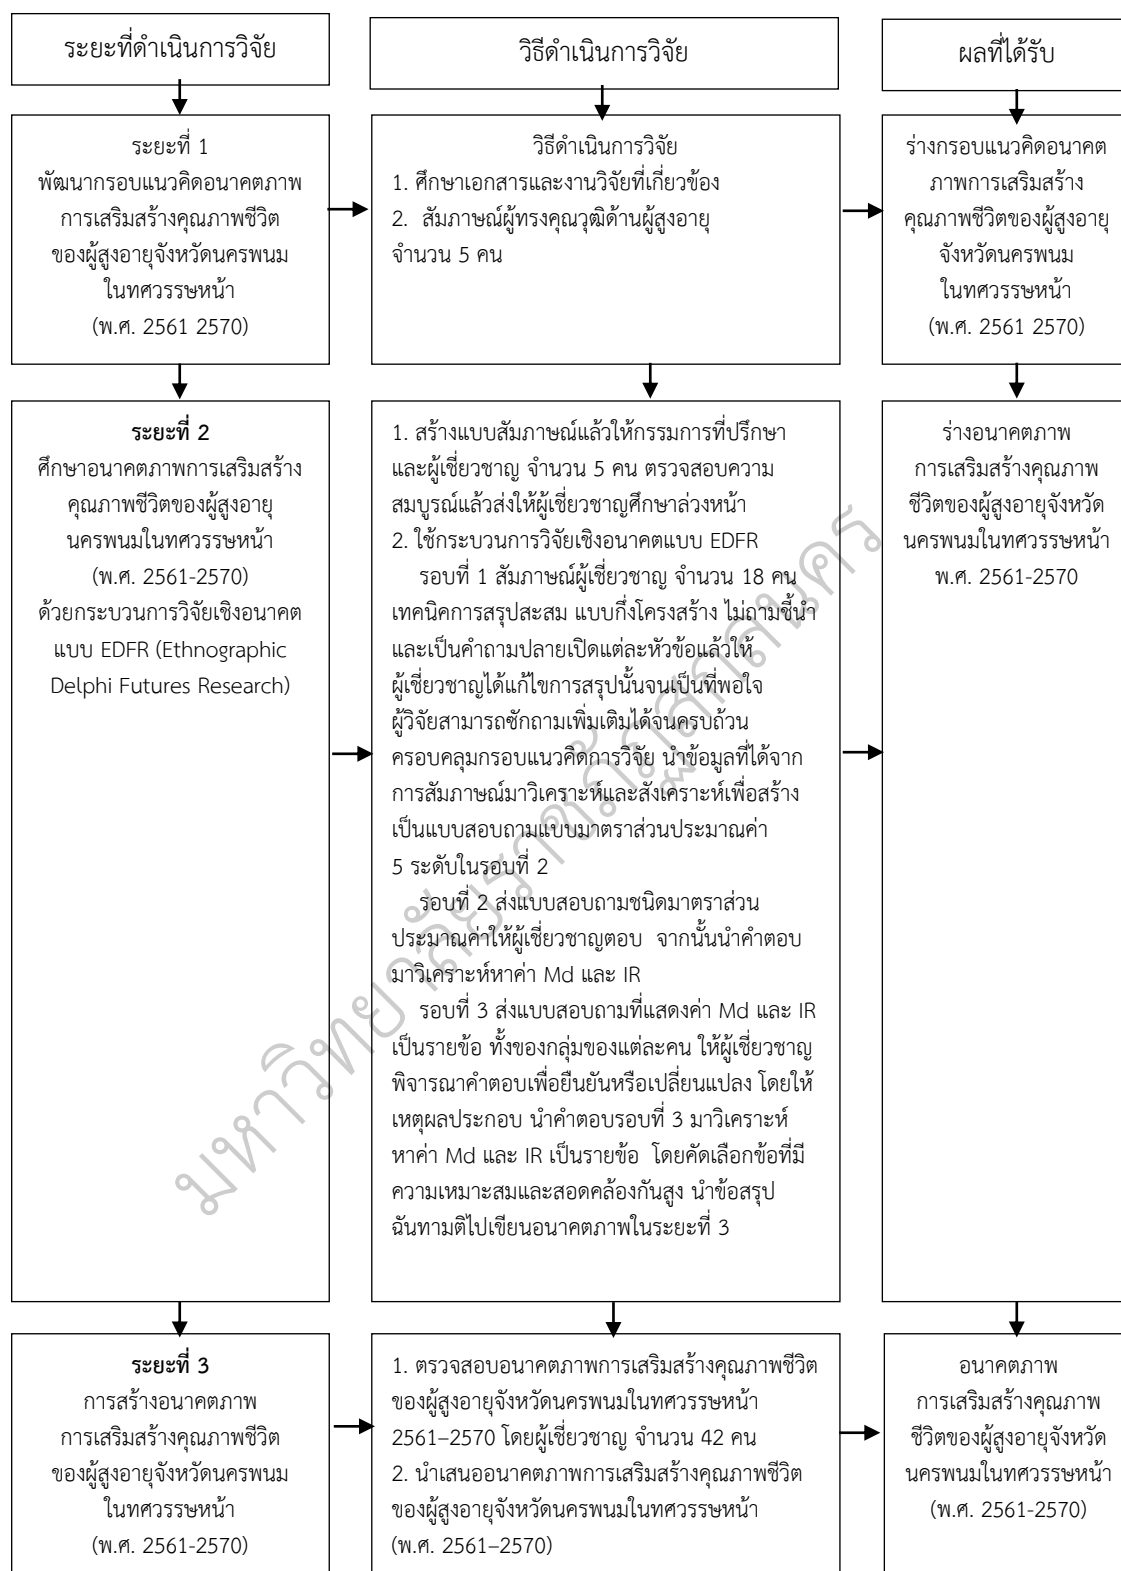 ระยะที่ดำเนินการวิจัย
วิธีดำเนินการวิจัย
ผลที่ได้รับ
ระยะที่ 1
พัฒนากรอบแนวคิดอนาคตภาพ
การเสริมสร้างคุณภาพชีวิต
ของผู้สูงอายุจังหวัดนครพนม
ในทศวรรษหน้า
(พ.ศ. 2561 2570)
วิธีดำเนินการวิจัย
1. ศึกษาเอกสารและงานวิจัยที่เกี่ยวข้อง
2. สัมภาษณ์ผู้ทรงคุณวุฒิด้านผู้สูงอายุ
จำนวน 5 คน
ร่างกรอบแนวคิดอนาคต
ภาพการเสริมสร้าง
คุณภาพชีวิตของผู้สูงอายุ
จังหวัดนครพนม
ในทศวรรษหน้า
(พ.ศ. 2561 2570)
ระยะที่ 2
ศึกษาอนาคตภาพการเสริมสร้าง
คุณภาพชีวิตของผู้สูงอายุ
นครพนมในทศวรรษหน้า
(พ.ศ. 2561-2570)
ด้วยกระบวนการวิจัยเชิงอนาคต
แบบ EDFR (Ethnographic
Delphi Futures Research)
1. สร้างแบบสัมภาษณ์แล้วให้กรรมการที่ปรึกษา
และผู้เชี่ยวชาญ จำนวน 5 คน ตรวจสอบความ
สมบูรณ์แล้วส่งให้ผู้เชี่ยวชาญศึกษาล่วงหน้า
2. ใช้กระบวนการวิจัยเชิงอนาคตแบบ EDFR
รอบที่ 1 สัมภาษณ์ผู้เชี่ยวชาญ จำนวน 18 คน
เทคนิคการสรุปสะสม แบบกึ่งโครงสร้าง ไม่ถามชี้นำ
และเป็นคำถามปลายเปิดแต่ละหัวข้อแล้วให้
ผู้เชี่ยวชาญได้แก้ไขการสรุปนั้นจนเป็นที่พอใจ
ผู้วิจัยสามารถซักถามเพิ่มเติมได้จนครบถ้วน
ครอบคลุมกรอบแนวคิดการวิจัย นำข้อมูลที่ได้จาก
การสัมภาษณ์มาวิเคราะห์และสังเคราะห์เพื่อสร้าง
เป็นแบบสอบถามแบบมาตราส่วนประมาณค่า
5 ระดับในรอบที่ 2
รอบที่ 2 ส่งแบบสอบถามชนิดมาตราส่วน
ประมาณค่าให้ผู้เชี่ยวชาญตอบ จากนั้นนำคำตอบ
มาวิเคราะห์หาค่า Md และ IR
รอบที่ 3 ส่งแบบสอบถามที่แสดงค่า Md และ IR
เป็นรายข้อ ทั้งของกลุ่มของแต่ละคน ให้ผู้เชี่ยวชาญ
พิจารณาคำตอบเพื่อยืนยันหรือเปลี่ยนแปลง โดยให้
เหตุผลประกอบ นำคำตอบรอบที่ 3 มาวิเคราะห์
หาค่า Md และ IR เป็นรายข้อ โดยคัดเลือกข้อที่มี
ความเหมาะสมและสอดคล้องกันสูง นำข้อสรุป
ฉันทามติไปเขียนอนาคตภาพในระยะที่ 3
ร่างอนาคตภาพ
การเสริมสร้างคุณภาพ
ชีวิตของผู้สูงอายุจังหวัด
นครพนมในทศวรรษหน้า
พ.ศ. 2561-2570
ระยะที่ 3
การสร้างอนาคตภาพ
การเสริมสร้างคุณภาพชีวิต
ของผู้สูงอายุจังหวัดนครพนม
ในทศวรรษหน้า
(พ.ศ. 2561-2570)
1. ตรวจสอบอนาคตภาพการเสริมสร้างคุณภาพชีวิต
ของผู้สูงอายุจังหวัดนครพนมในทศวรรษหน้า
2561–2570 โดยผู้เชี่ยวชาญ จำนวน 42 คน
2. นำเสนออนาคตภาพการเสริมสร้างคุณภาพชีวิต
ของผู้สูงอายุจังหวัดนครพนมในทศวรรษหน้า
(พ.ศ. 2561–2570)
อนาคตภาพ
การเสริมสร้างคุณภาพ
ชีวิตของผู้สูงอายุจังหวัด
นครพนมในทศวรรษหน้า
(พ.ศ. 2561-2570)
มหาวิทยาลัยราชภัฏสกลนคร